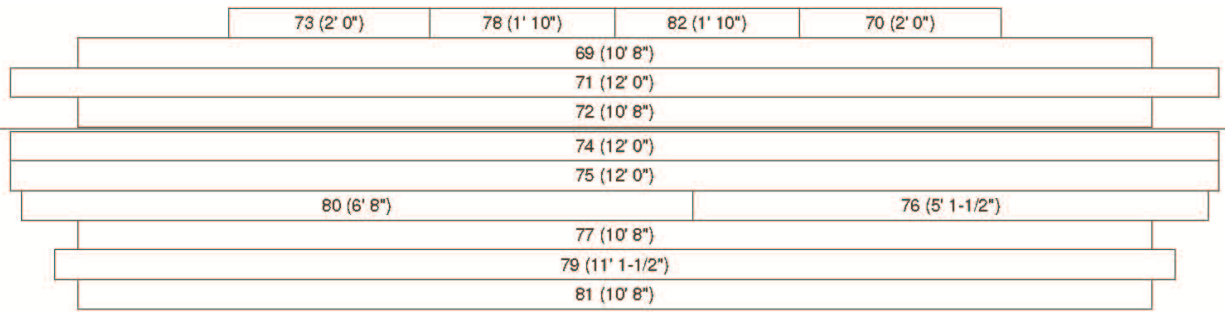 73 (2' 0") 78 (1' 10") 82 (1' 10") 70 (2' 0")
69 (10' 8")
71 (12' 0")
72 (10' 8")
74 (12' 0")
75 (12' 0")
80 (6' 8") 76 (5' 1-1/2")
77 (10' 8")
79 (11' 1-1/2")
81 (10' 8")